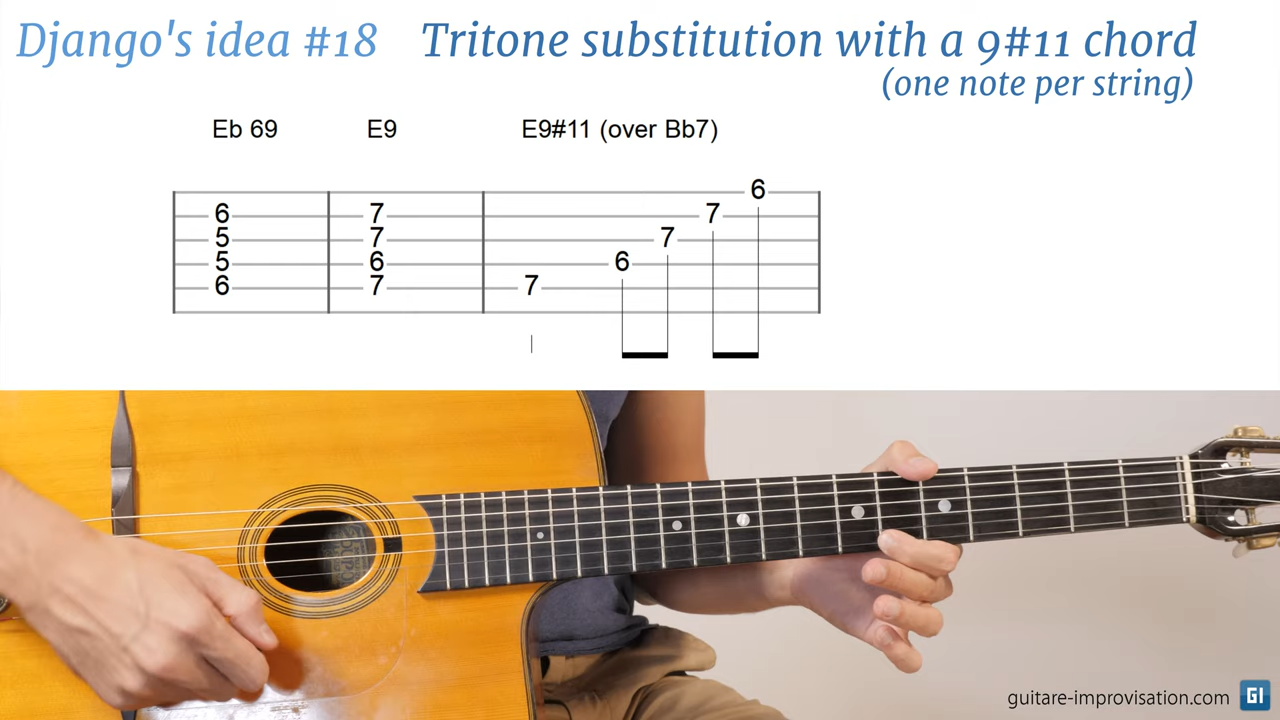 Django's idea #18 Tritone substitution with a 9#11 chord
(one note per string)
Eb 69 E9 E9#11 (over Bb7)
6
6 7 7
5 7 7
5 6 6
6 7 7
guitare-improvisation.com GI